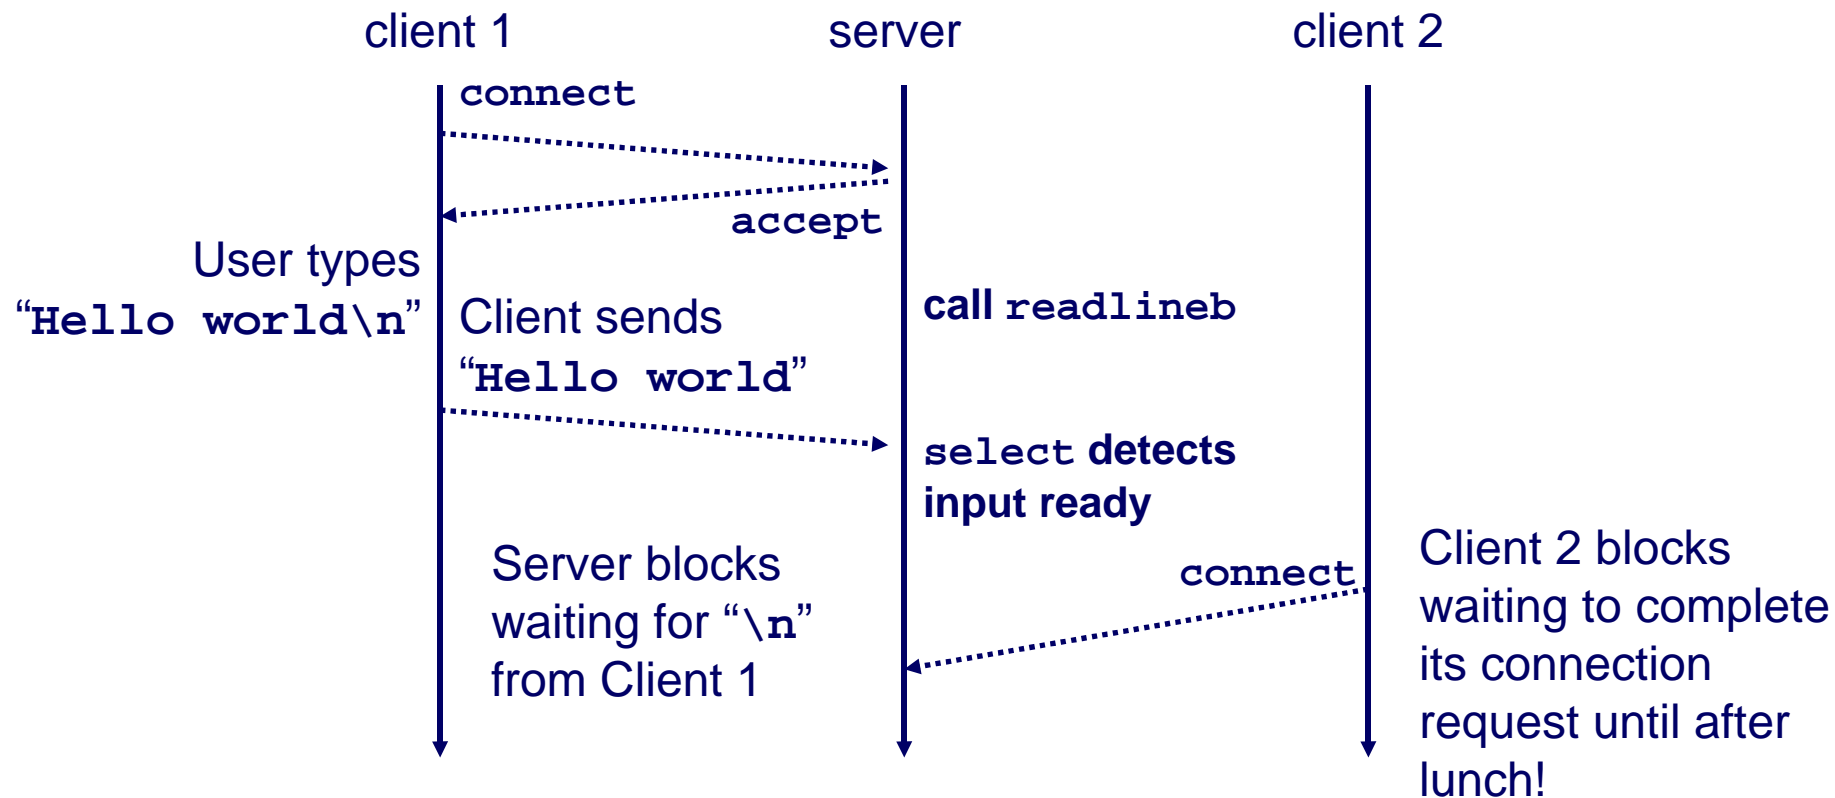 client 1
server
client 2
connect
accept
User types
“Hello world\n”
Client sends
“Hello world”
call readlineb
select detects
input ready
Server blocks
waiting for “\n”
from Client 1
connect
Client 2 blocks
waiting to complete
its connection
request until after
lunch!